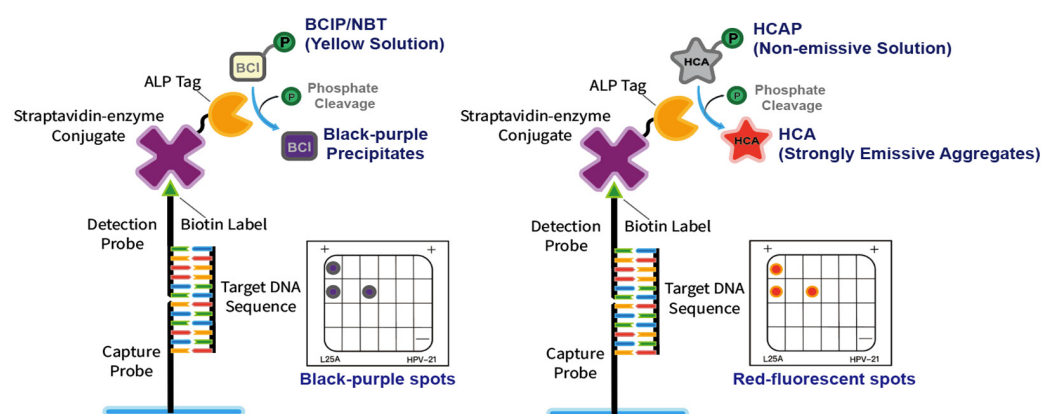 BCIP/NBT
(Yellow Solution)
P
BCI
ALP Tag
P
Phosphate
Cleavage
Straptavidin-enzyme
Conjugate
BCI
Black-purple
Precipitates
Biotin Label
Detection
Probe
Target DNA
Sequence
Capture
Probe
+ +
—
L25A HPV-21
Black-purple spots
HCAP
(Non-emissive Solution)
P
HCA
ALP Tag
P
Phosphate
Cleavage
Straptavidin-enzyme
Conjugate
HCA
HCA
(Strongly Emissive Aggregates)
Biotin Label
Detection
Probe
Target DNA
Sequence
Capture
Probe
+ +
—
L25A HPV-21
Red-fluorescent spots